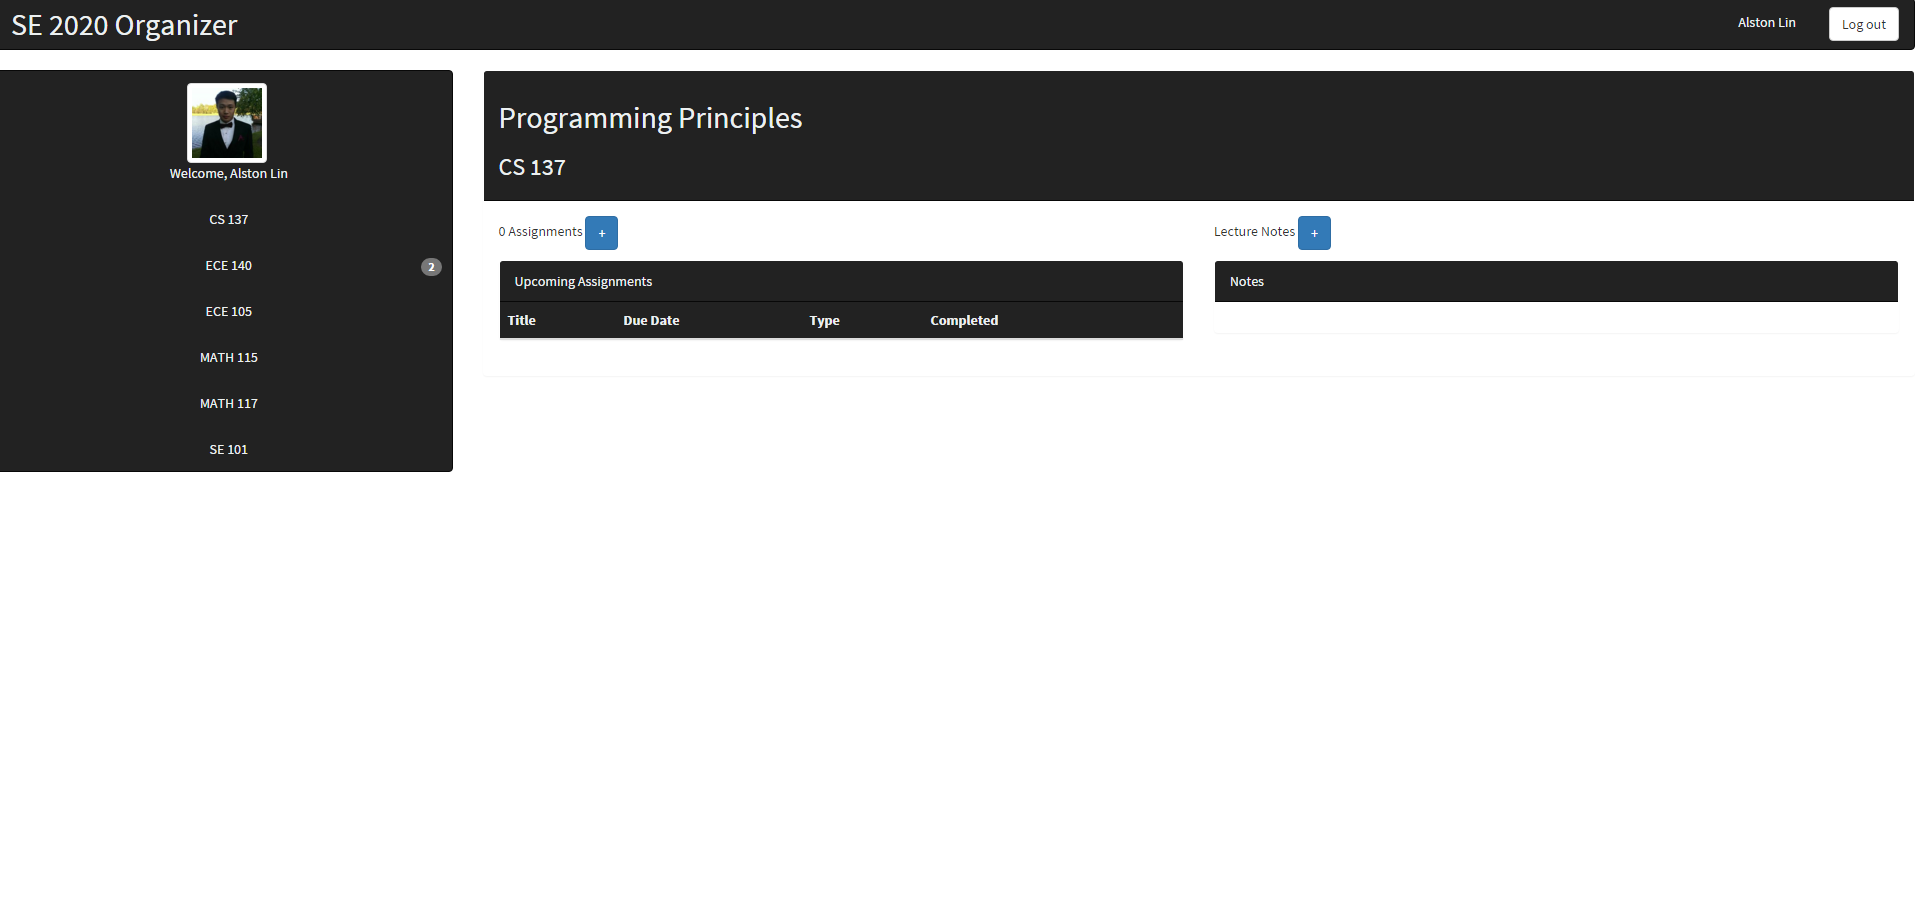 SE 2020 Organizer
Alston Lin
Log out
Welcome, Alston Lin
CS 137
ECE 140
2
ECE 105
MATH 115
MATH 117
SE 101
Programming Principles
CS 137
0 Assignments +
Upcoming Assignments
Title Due Date Type Completed
Lecture Notes +
Notes